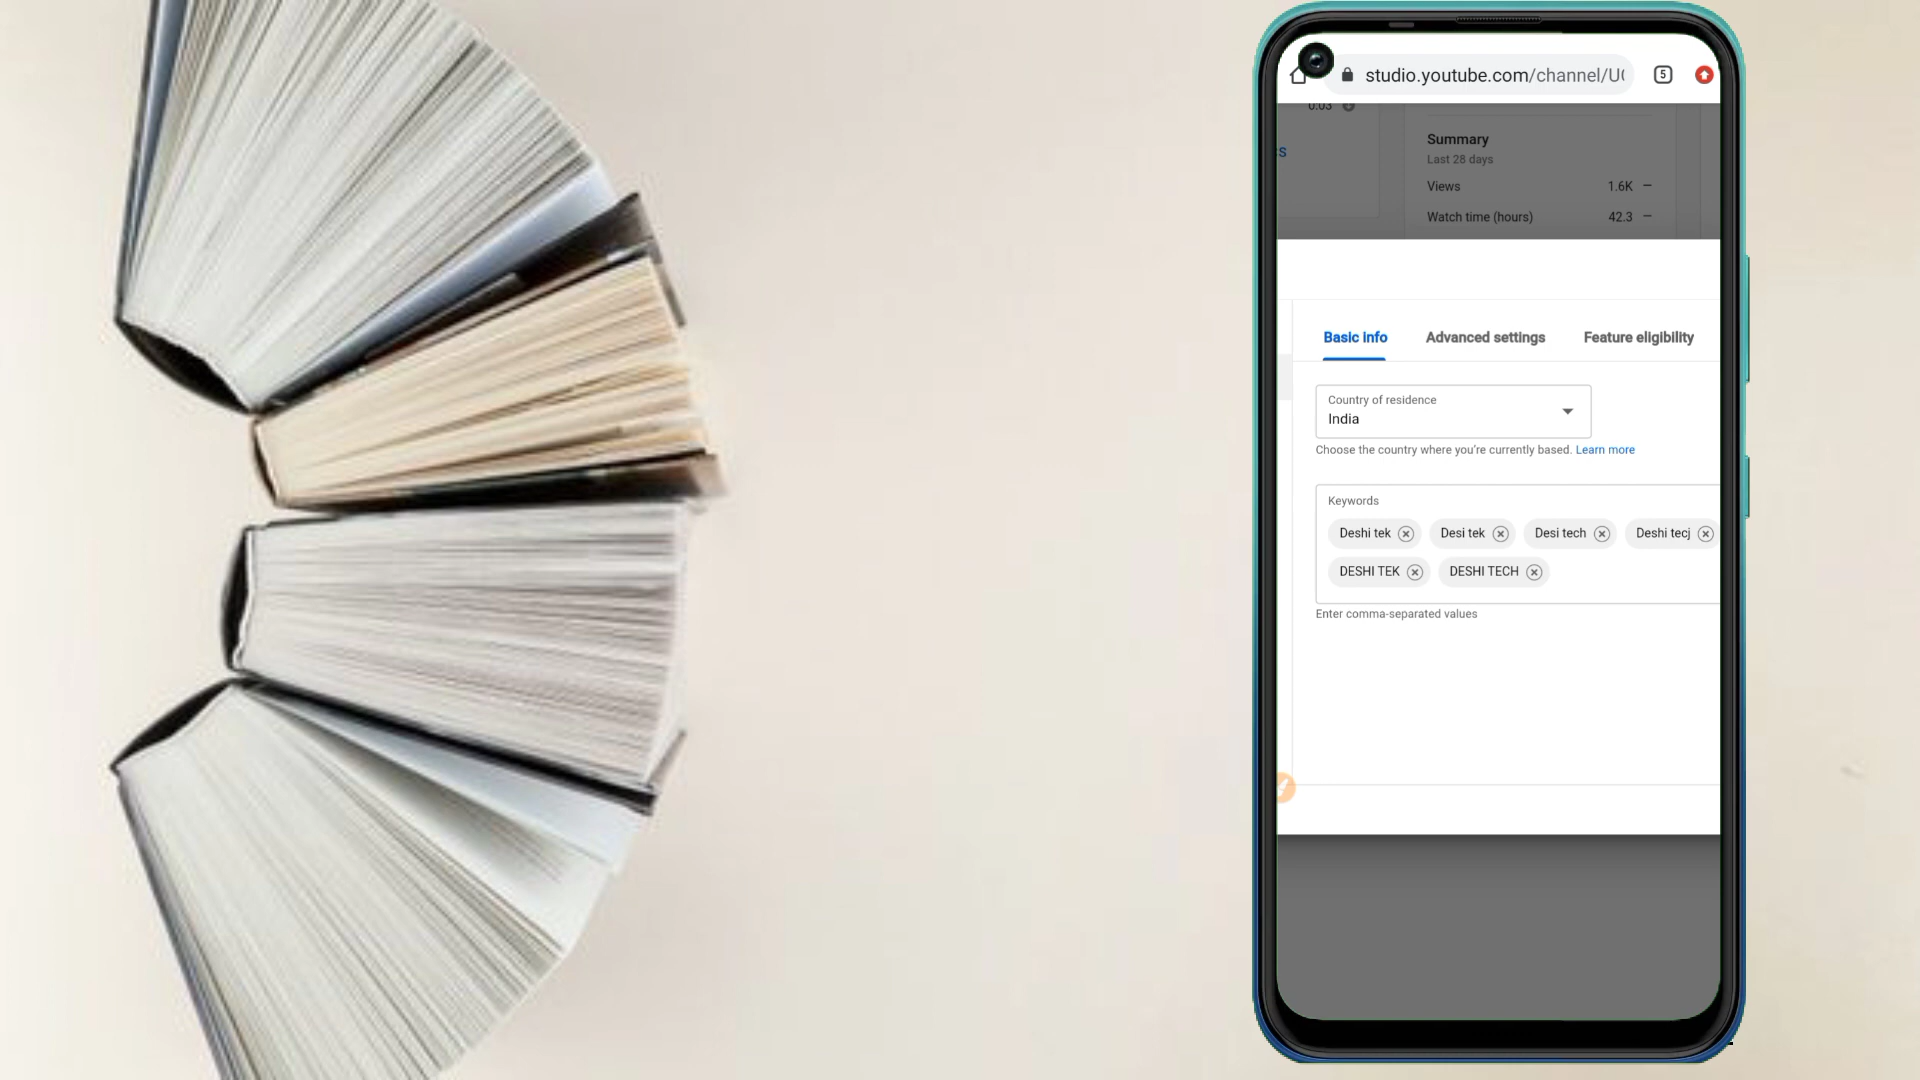 studio.youtube.com/channel/U
5
0:03
Summary
Last 28 days
Views 1.6K —
Watch time (hours) 42.3 —
Basic info Advanced settings Feature eligibility
Country of residence
India
Choose the country where you're currently based. Learn more
Keywords
Deshi tek Desi tek Desi tech Deshi tecj
DESHI TEK DESHI TECH
Enter comma-separated values